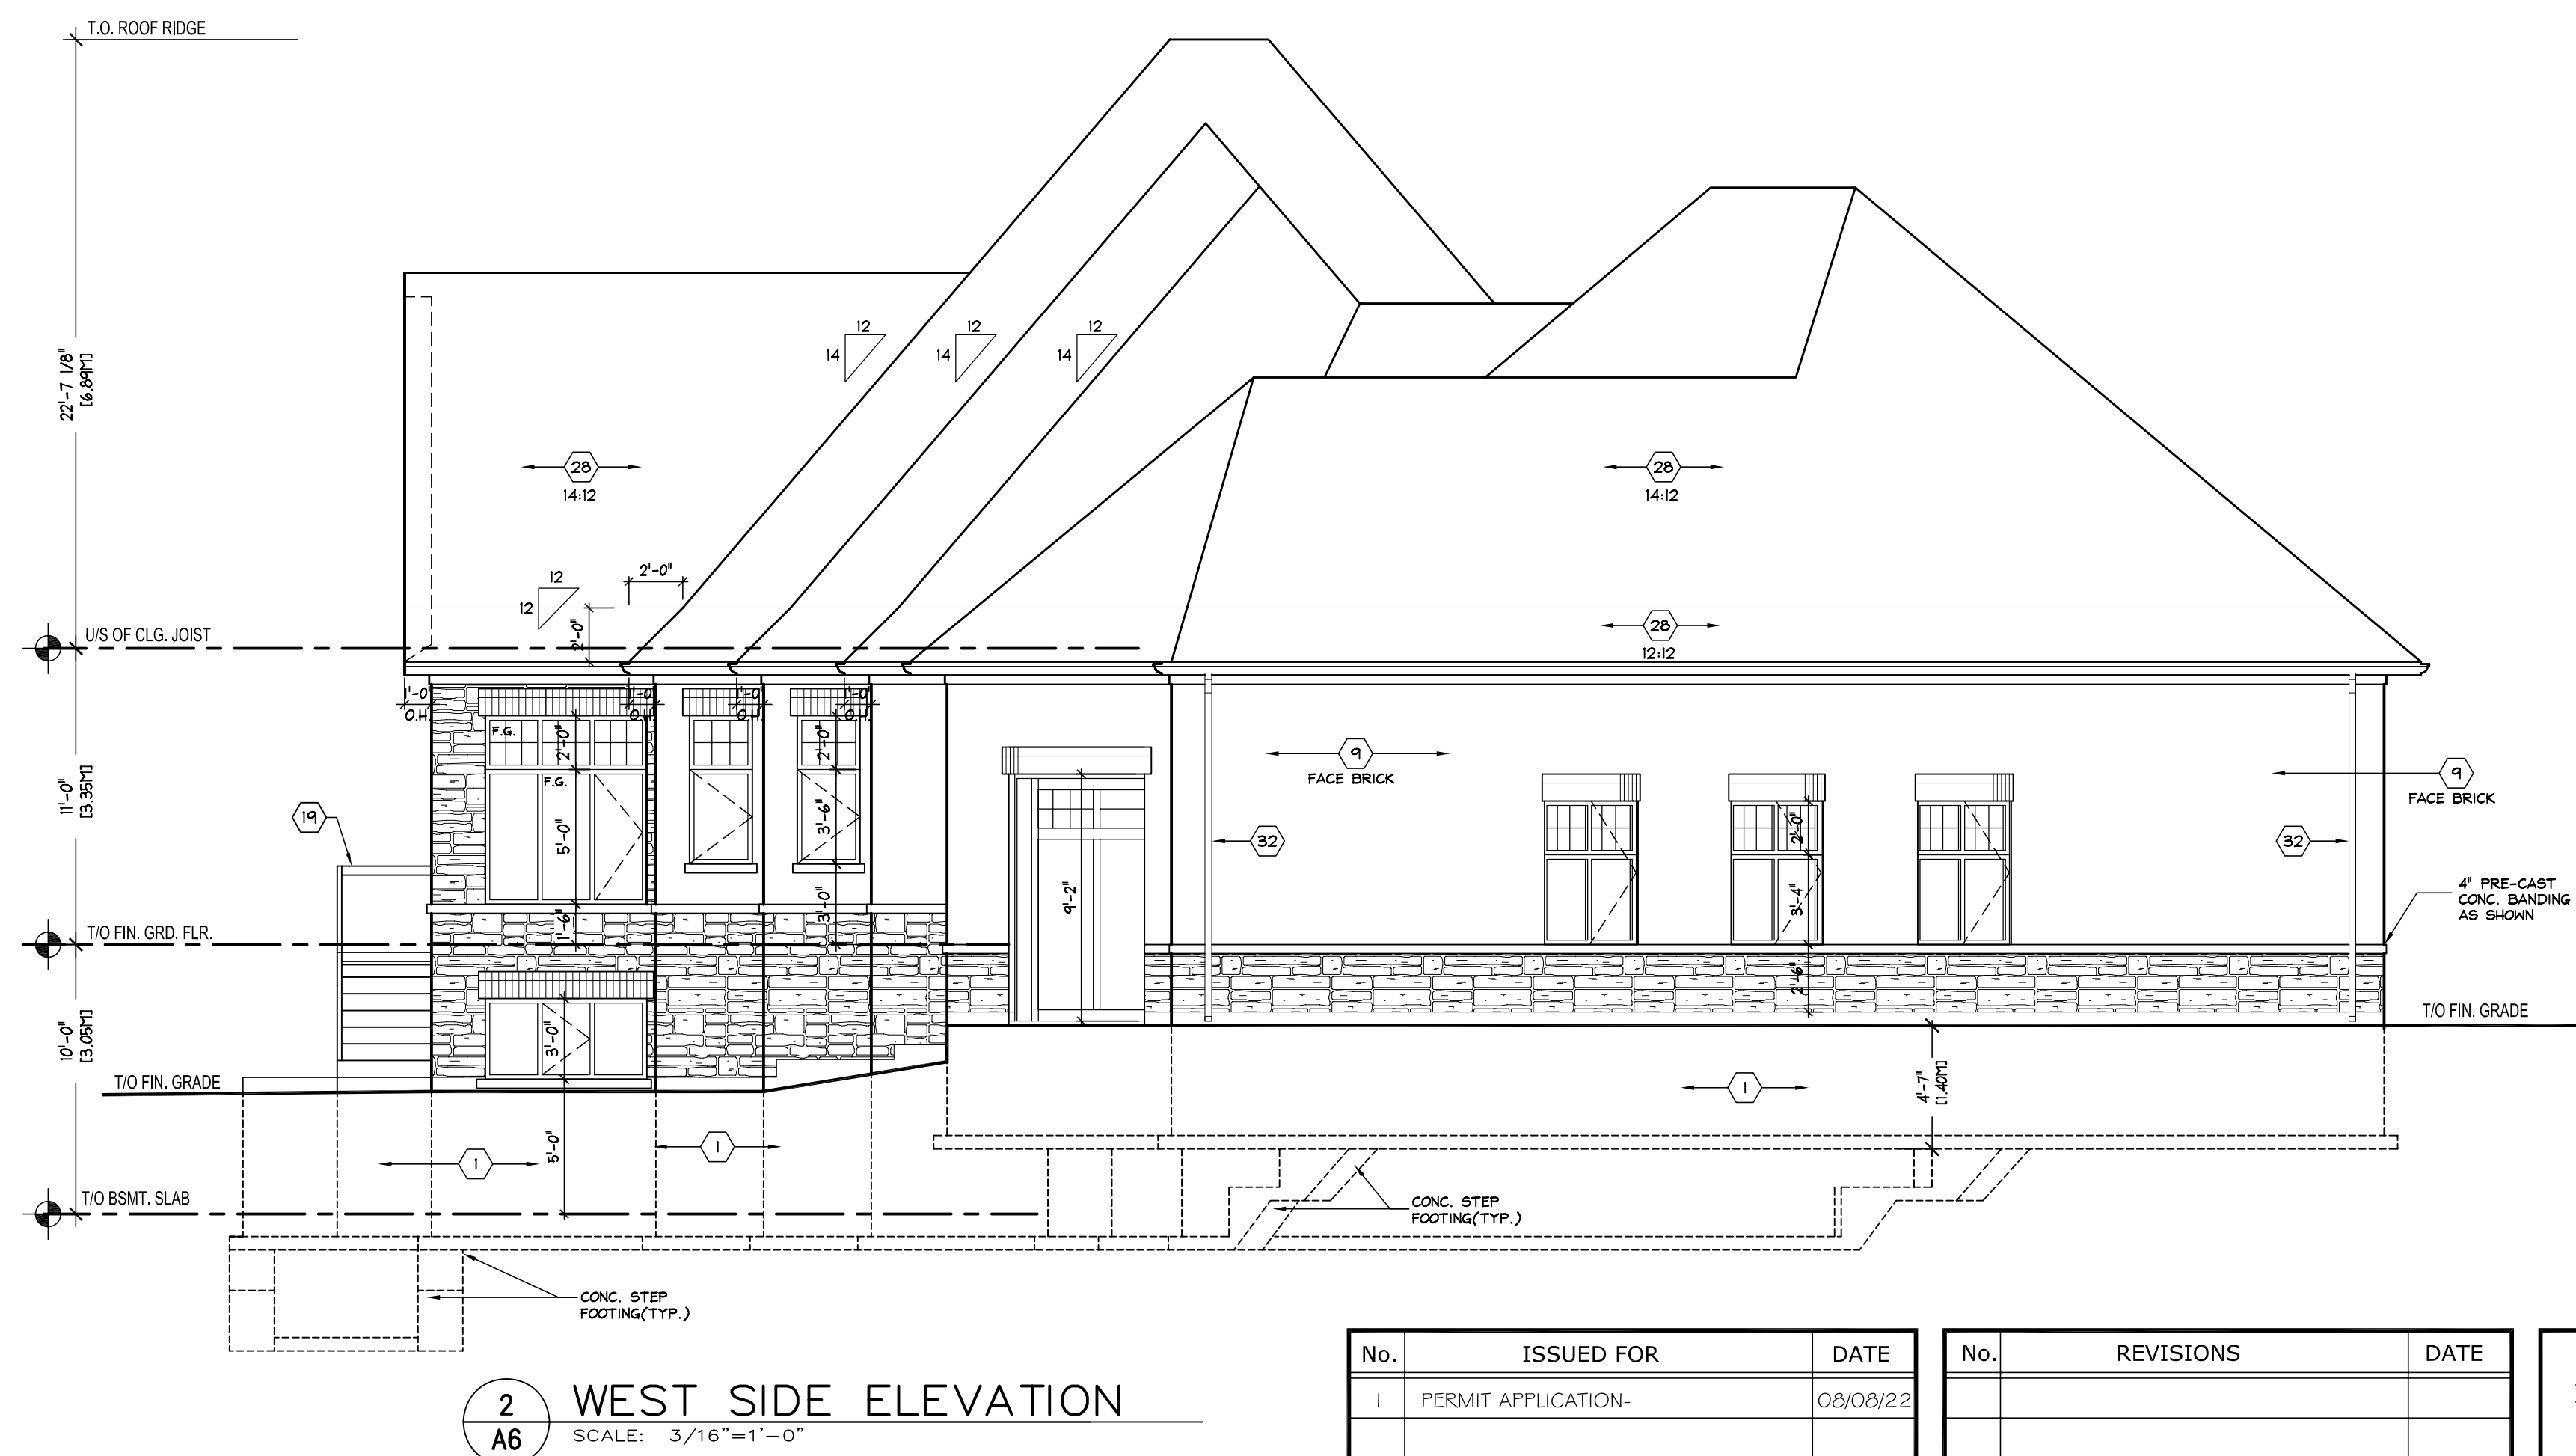 T.O. ROOF RIDGE
22'-7 1/8"
[6.89M]
12
14
12
14
12
14
28
14:12
28
14:12
12
12
2'-0"
2'-0"
U/S OF CLG. JOIST
28
12:12
1'-0"
O.H.
1'-0"
O.H.
1'-0"
O.H.
1'-0"
O.H.
F.G.
2'-0"
F.G.
5'-0"
1'-6"
2'-0"
3'-6"
3'-0"
11'-0"
[3.35M]
19
9'-2"
9
FACE BRICK
32
2'-0"
3'-4"
2'-6"
9
FACE BRICK
32
4" PRE-CAST
CONC. BANDING
AS SHOWN
T/O FIN. GRD. FLR.
10'-0"
[3.05M]
3'-0"
T/O FIN. GRADE
T/O FIN. GRADE
4'-7"
[1.40M]
1
1
1
5'-0"
T/O BSMT. SLAB
CONC. STEP
FOOTING(TYP.)
CONC. STEP
FOOTING(TYP.)
2
A6
WEST SIDE ELEVATION
SCALE: 3/16"=1'-0"
No. ISSUED FOR DATE
1 PERMIT APPLICATION- 08/08/22
No. REVISIONS DATE